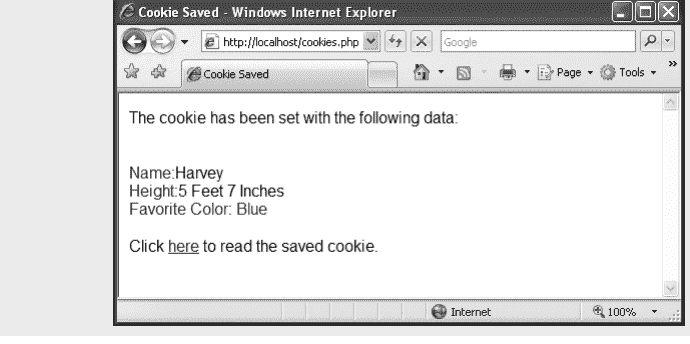 Cookie Saved - Windows Internet Explorer
http://localhost/cookies.php
Google
Cookie Saved
Page
Tools
The cookie has been set with the following data:
Name:Harvey
Height:5 Feet 7 Inches
Favorite Color: Blue
Click here to read the saved cookie.
Internet
100%